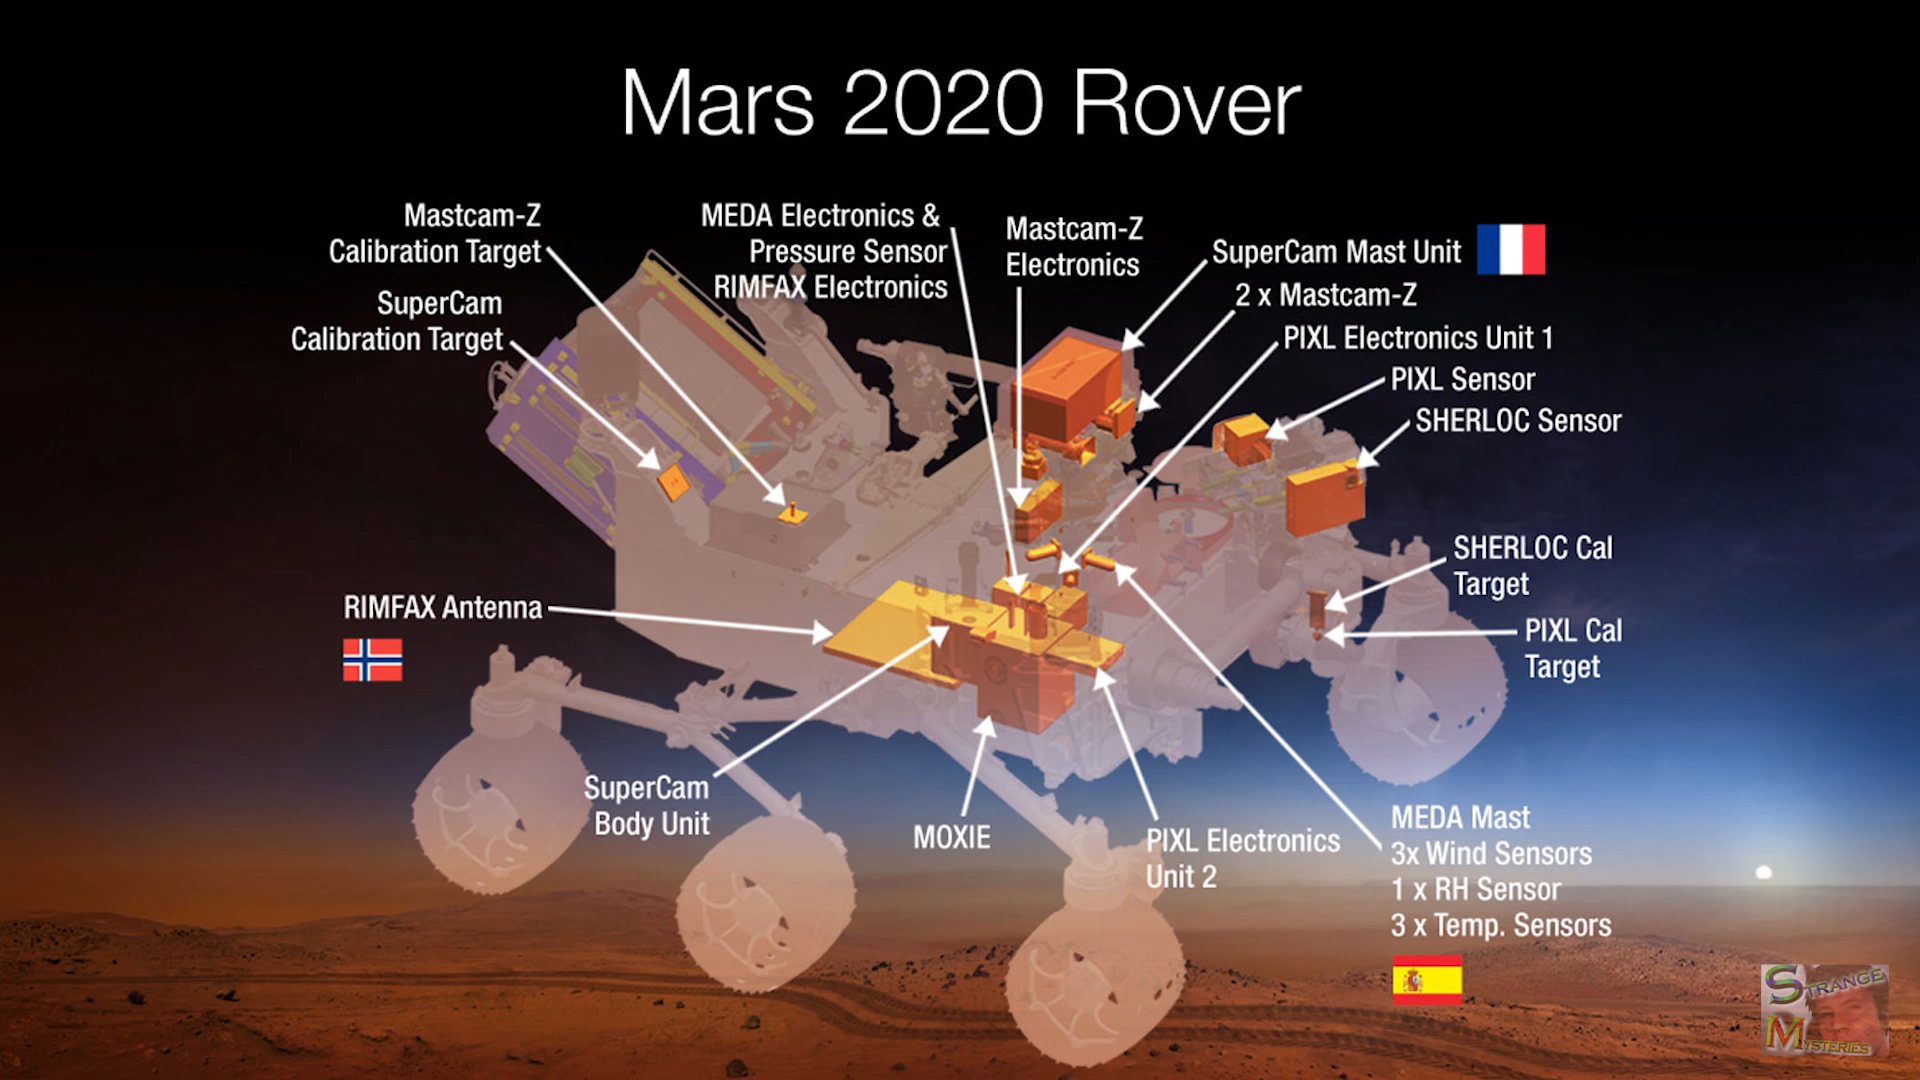 Mars 2020 Rover
Mastcam-Z
Calibration Target
SuperCam
Calibration Target
MEDA Electronics &
Pressure Sensor
RIMFAX Electronics
Mastcam-Z
Electronics
SuperCam Mast Unit
2 x Mastcam-Z
PIXL Electronics Unit 1
PIXL Sensor
SHERLOC Sensor
SHERLOC Cal
Target
PIXL Cal
Target
RIMFAX Antenna
SuperCam
Body Unit
MOXIE
PIXL Electronics
Unit 2
MEDA Mast
3x Wind Sensors
1 x RH Sensor
3 x Temp. Sensors
STRANGE
MYSTERIES